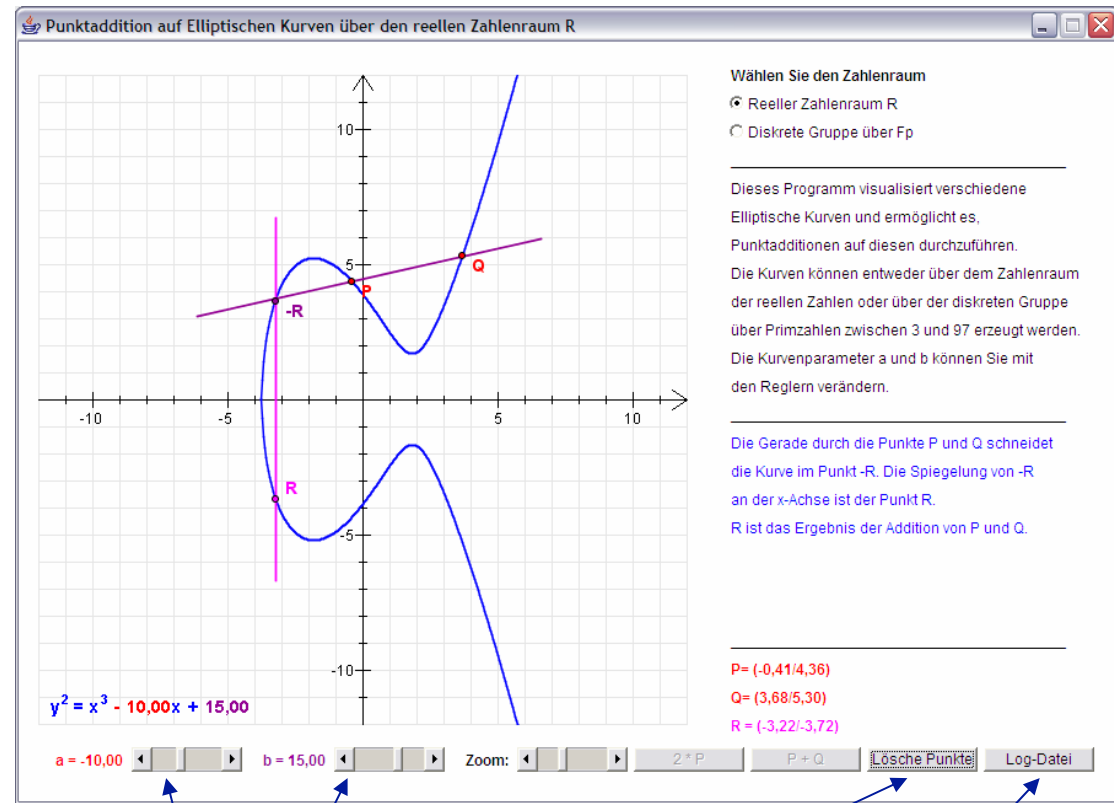 Punktaddition auf Elliptischen Kurven über den reellen Zahlenraum R
Wählen Sie den Zahlenraum
Reeller Zahlenraum R
Diskrete Gruppe über Fp
Dieses Programm visualisiert verschiedene
Elliptische Kurven und ermöglicht es,
Punktadditionen auf diesen durchzuführen.
Die Kurven können entweder über dem Zahlenraum
der reellen Zahlen oder über der diskreten Gruppe
über Primzahlen zwischen 3 und 97 erzeugt werden.
Die Kurvenparameter a und b können Sie mit
den Reglern verändern.
Die Gerade durch die Punkte P und Q schneidet
die Kurve im Punkt -R. Die Spiegelung von -R
an der x-Achse ist der Punkt R.
R ist das Ergebnis der Addition von P und Q.
P= (-0,41/4,36)
Q= (3,68/5,30)
R = (-3,22/-3,72)
10
5
Q
P
-R
-10
-5
5
10
R
-5
-10
y² = x³ - 10,00x + 15,00
a = -10,00
b = 15,00
Zoom:
2 * P
P + Q
Lösche Punkte
Log-Datei